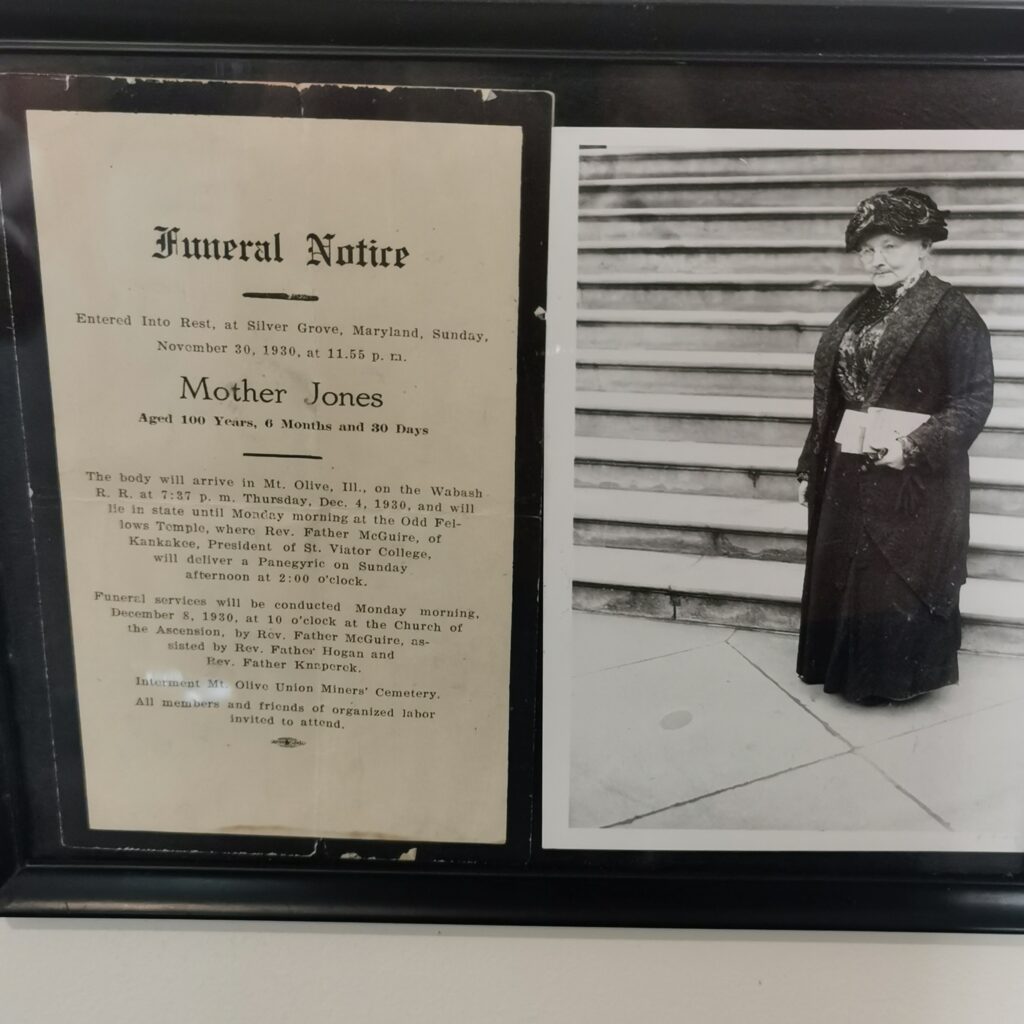 Funeral Notice
Entered Into Rest, at Silver Grove, Maryland, Sunday,
November 30, 1930, at 11.55 p. m.
Mother Jones
Aged 100 Years, 6 Months and 30 Days
The body will arrive in Mt. Olive, Ill., on the Wabash
R. R. at 7:37 p. m. Thursday, Dec. 4, 1930, and will
lie in state until Monday morning at the Odd Fel-
lows Temple, where Rev. Father McGuire, of
Kankakee, President of St. Viator College,
will deliver a Panegyric on Sunday
afternoon at 2:00 o'clock.
Funeral services will be conducted Monday morning,
December 8, 1930, at 10 o'clock at the Church of
the Ascension, by Rev. Father McGuire, as-
sisted by Rev. Father Hogan and
Rev. Father Knaperek.
Interment Mt. Olive Union Miners' Cemetery.
All members and friends of organized labor
invited to attend.